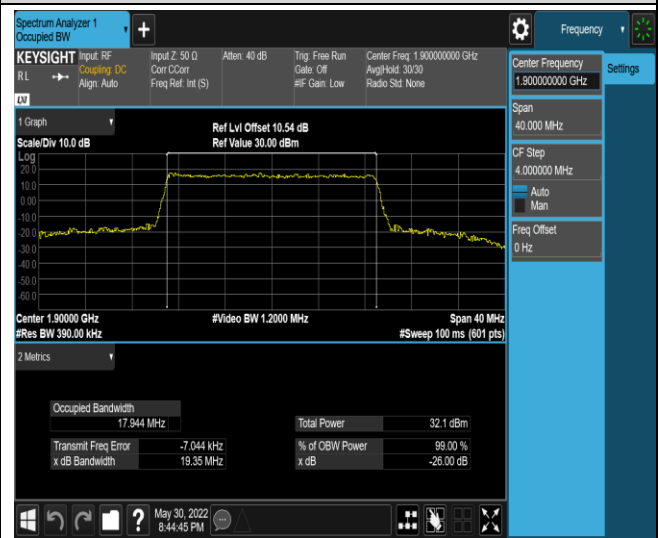 Spectrum Analyzer 1
Occupied BW
+
Frequency
KEYSIGHT
R L
LXI
Input: RF
Coupling: DC
Align: Auto
Input Z: 50 Ω
Corr CCorr
Freq Ref: Int (S)
Atten: 40 dB
Trig: Free Run
Gate: Off
#IF Gain: Low
Center Freq: 1.900000000 GHz
Avg|Hold: 30/30
Radio Std: None
Center Frequency
1.900000000 GHz
Settings
Span
40.000 MHz
CF Step
4.000000 MHz
Auto
Man
Freq Offset
0 Hz
1 Graph
Scale/Div 10.0 dB
Ref Lvl Offset 10.54 dB
Ref Value 30.00 dBm
Log
20.0
10.0
0.00
-10.0
-20.0
-30.0
-40.0
-50.0
-60.0
Center 1.90000 GHz
#Video BW 1.2000 MHz
Span 40 MHz
#Res BW 390.00 kHz
#Sweep 100 ms (601 pts)
2 Metrics
Occupied Bandwidth
17.944 MHz
Total Power 32.1 dBm
Transmit Freq Error -7.044 kHz
% of OBW Power 99.00 %
x dB Bandwidth 19.35 MHz
x dB -26.00 dB
?
May 30, 2022
8:44:45 PM